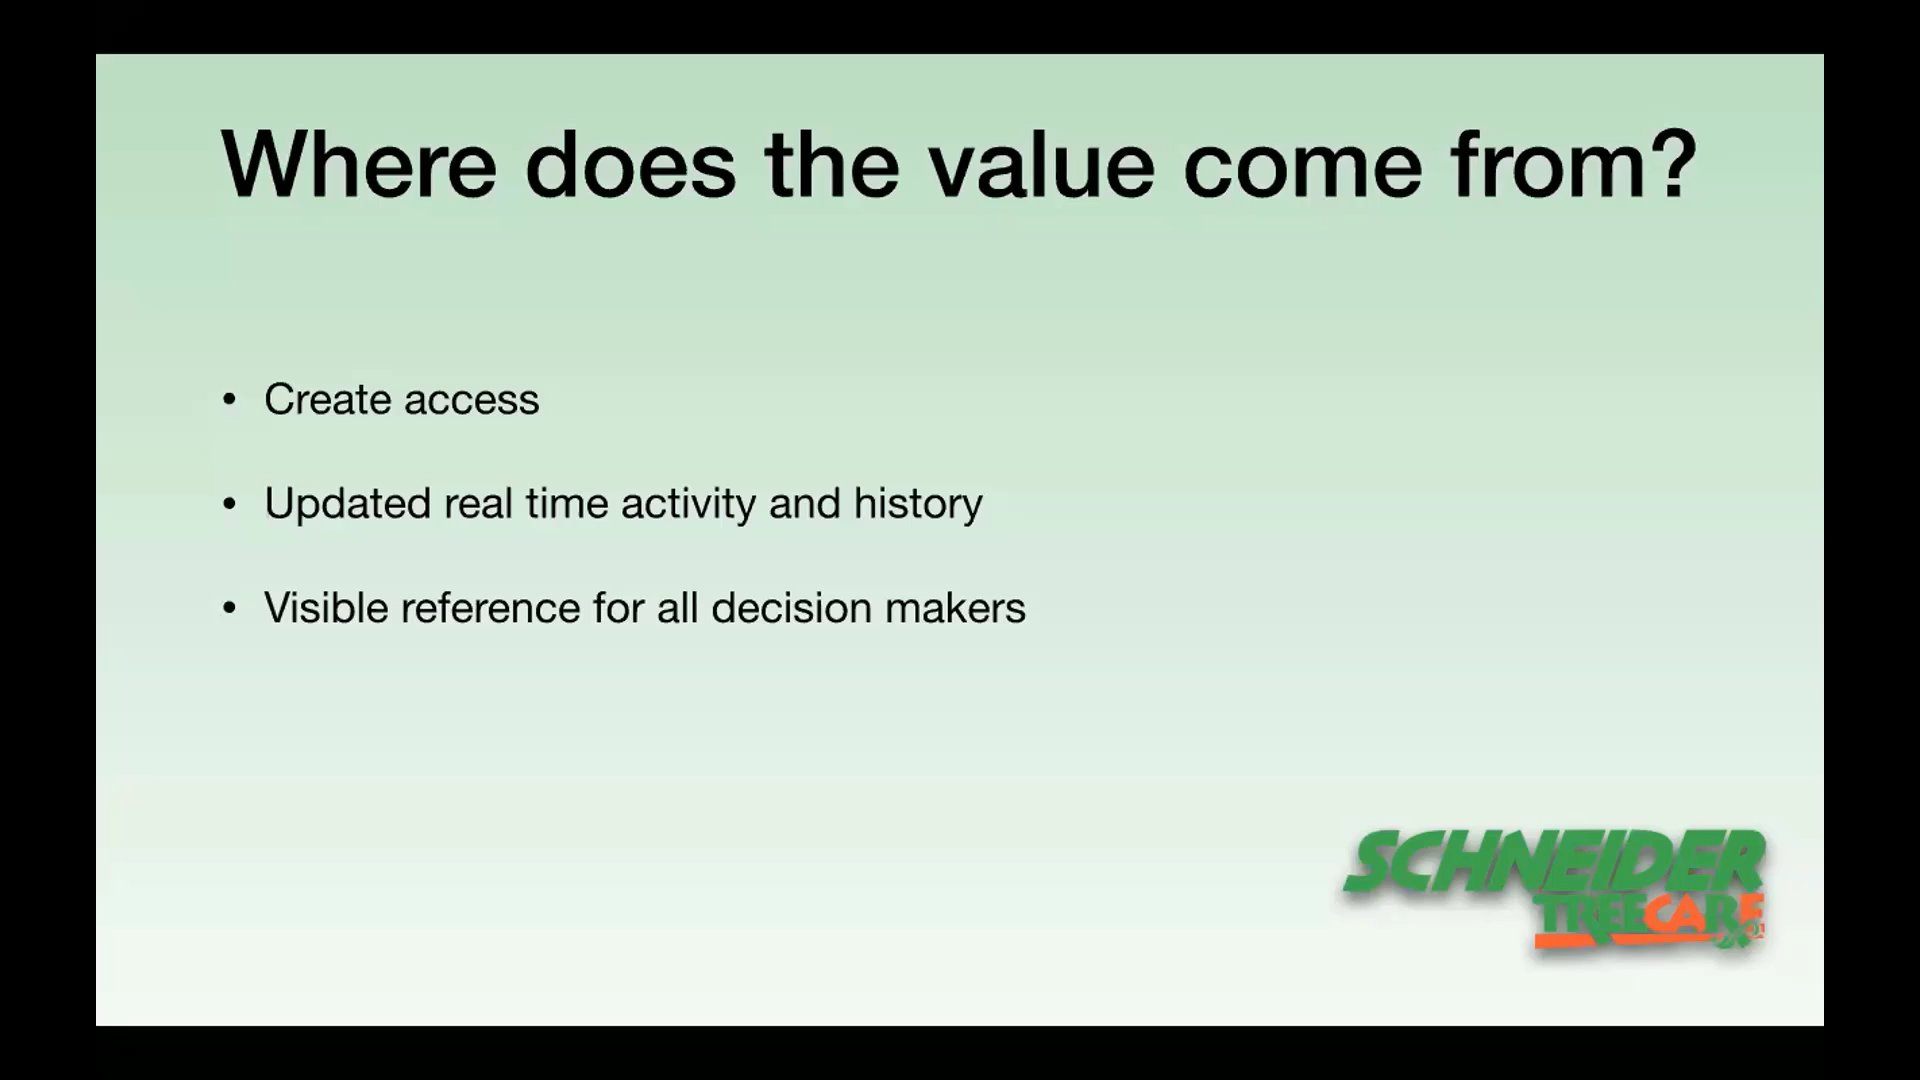 Where does the value come from?
• Create access
• Updated real time activity and history
• Visible reference for all decision makers
SCHNEIDER
TREECARE